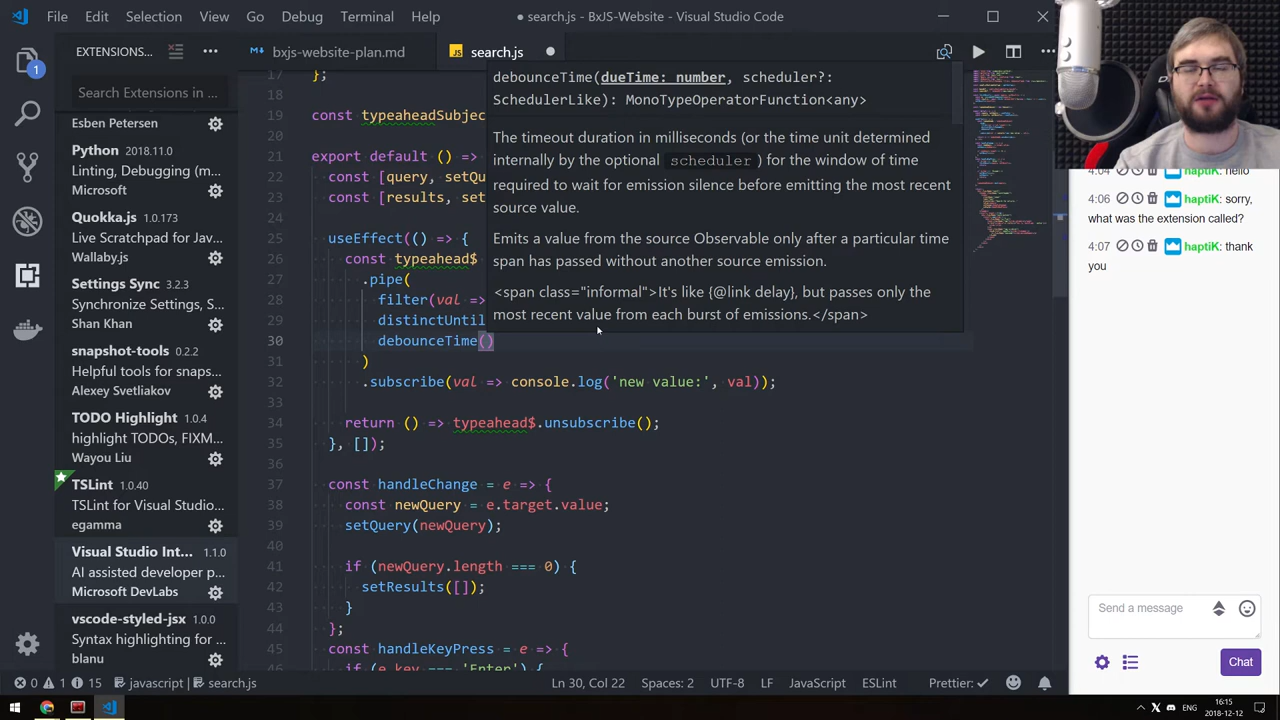 File Edit Selection View Go Debug Terminal Help
● search.js - BxJS-Website - Visual Studio Code
EXTENSIONS...
bxjs-website-plan.md
JS search.js
1
Search Extensions in ...
Esben Petersen
Python 2018.11.0
Linting, Debugging (m...
Microsoft
Quokka.js 1.0.173
Live Scratchpad for Jav...
Wallaby.js
Settings Sync 3.2.3
Synchronize Settings, S...
Shan Khan
snapshot-tools 0.2.2
Helpful tools for snaps...
Alexey Svetliakov
TODO Highlight 1.0.4
highlight TODOs, FIXM...
Wayou Liu
TSLint 1.0.40
TSLint for Visual Studio...
egamma
Visual Studio Int... 1.1.0
AI assisted developer p...
Microsoft DevLabs
vscode-styled-jsx 1.0.0
Syntax highlighting for ...
blanu
17 };
const typeaheadSubjec
21 export default () =>
22 const [query, setQu
23 const [results, set
25 useEffect(() => {
26 const typeahead$
27 .pipe(
28 filter(val =>
29 distinctUntil
30 debounceTime()
31 )
32 .subscribe(val => console.log('new value:', val));
33
34 return () => typeahead$.unsubscribe();
35 }, []);
36
37 const handleChange = e => {
38 const newQuery = e.target.value;
39 setQuery(newQuery);
40
41 if (newQuery.length === 0) {
42 setResults([]);
43 }
44 };
45 const handleKeyPress = e => {
46 if (e.key === 'Enter') {
debounceTime(dueTime: number, scheduler?:
SchedulerLike): MonoTypeOperatorFunction<any>
The timeout duration in milliseconds (or the time unit determined
internally by the optional scheduler ) for the window of time
required to wait for emission silence before emitting the most recent
source value.
Emits a value from the source Observable only after a particular time
span has passed without another source emission.
<span class="informal">It's like {@link delay}, but passes only the
most recent value from each burst of emissions.</span>
4:04 haptiK: hello
4:06 haptiK: sorry,
what was the extension called?
4:07 haptiK: thank
you
Send a message
Chat
0 1 15 javascript | search.js
Ln 30, Col 22 Spaces: 2 UTF-8 LF JavaScript ESLint Prettier: ✓
ENG
16:15
2018-12-12